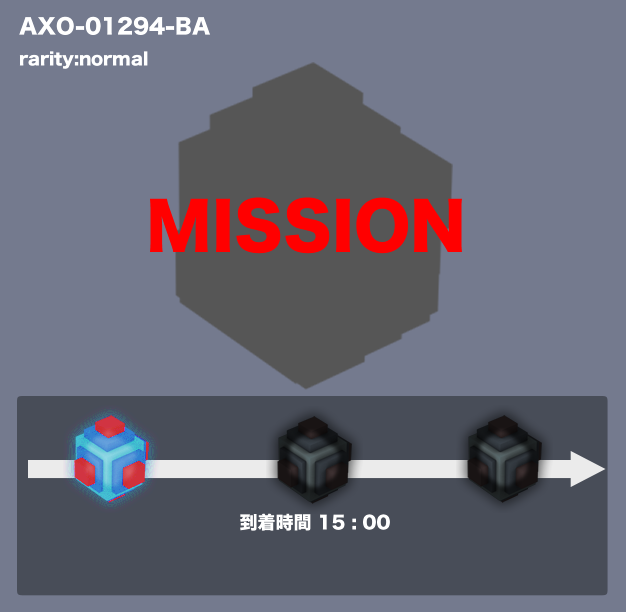 AXO-01294-BA
rarity:normal
MISSION
到着時間 15 : 00